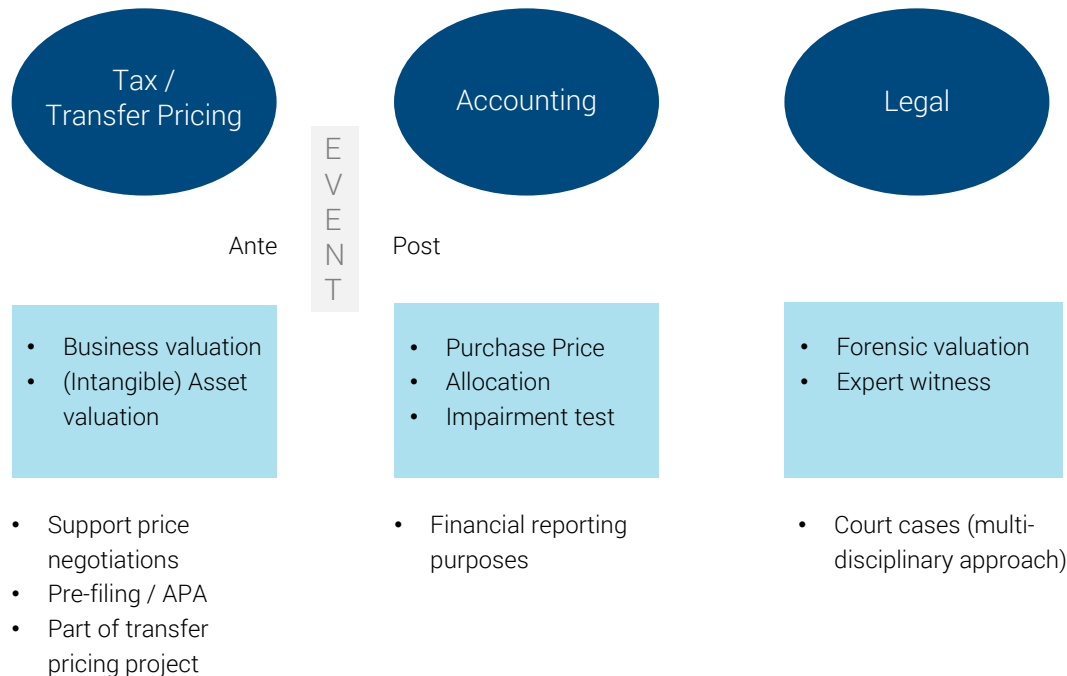 Tax /
Transfer Pricing
Accounting
Legal
E
V
E
N
T
Ante
Post
• Business valuation
• (Intangible) Asset
valuation
• Purchase Price
• Allocation
• Impairment test
• Forensic valuation
• Expert witness
• Support price
negotiations
• Pre-filing / APA
• Part of transfer
pricing project
• Financial reporting
purposes
• Court cases (multi-
disciplinary approach)